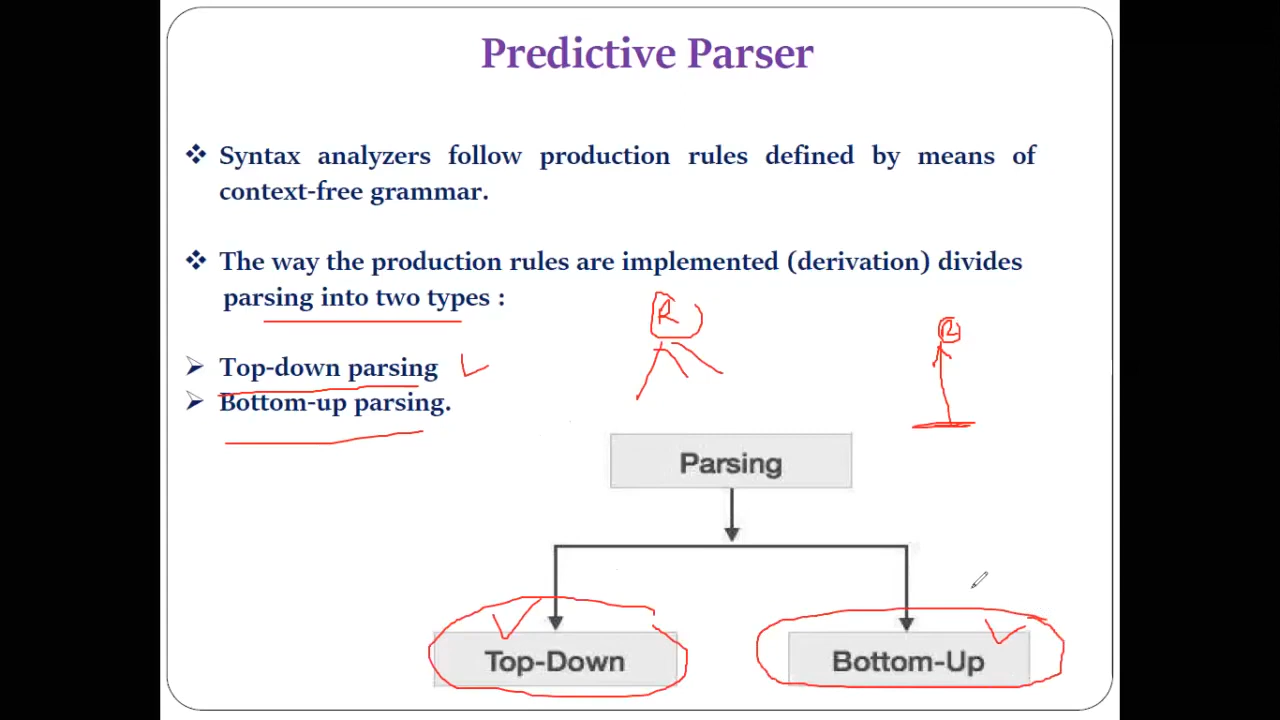 Predictive Parser
❖ Syntax analyzers follow production rules defined by means of
context-free grammar.
❖ The way the production rules are implemented (derivation) divides
parsing into two types :
➢ Top-down parsing
➢ Bottom-up parsing.
R
R
Parsing
Top-Down
Bottom-Up